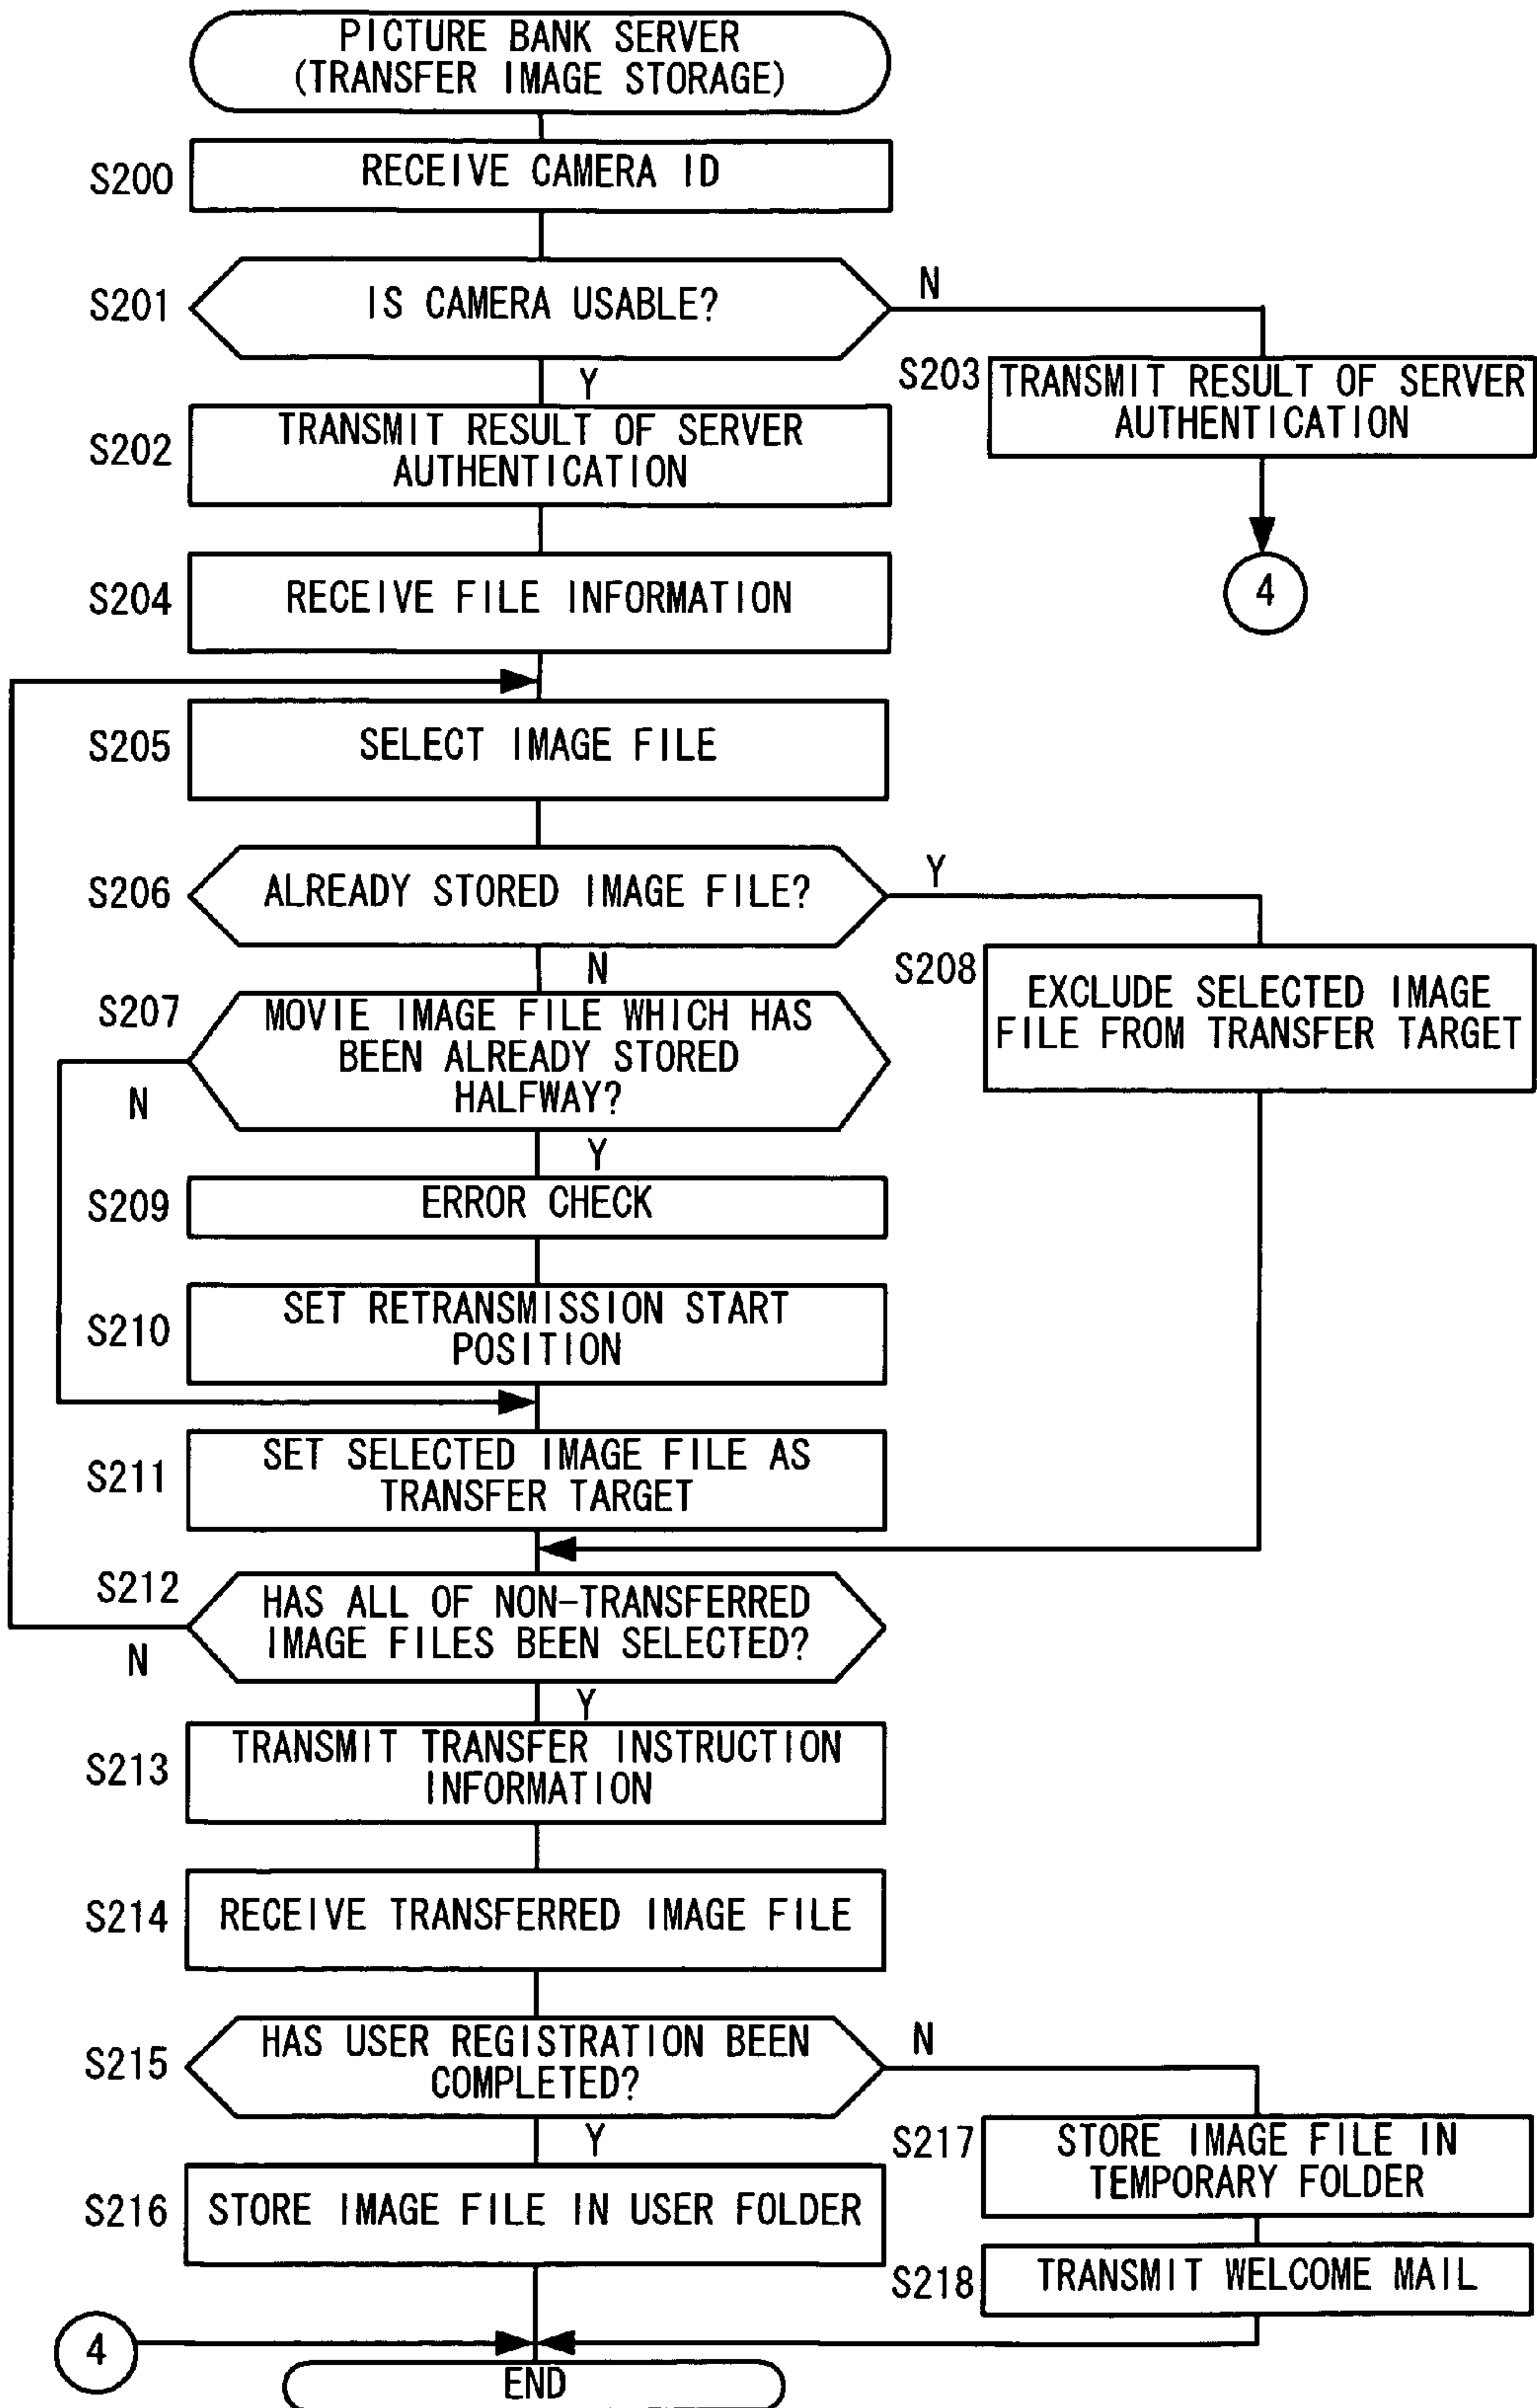 PICTURE BANK SERVER
(TRANSFER IMAGE STORAGE)
S200
RECEIVE CAMERA ID
S201
IS CAMERA USABLE?
N
Y
S203
TRANSMIT RESULT OF SERVER
AUTHENTICATION
S202
TRANSMIT RESULT OF SERVER
AUTHENTICATION
4
S204
RECEIVE FILE INFORMATION
S205
SELECT IMAGE FILE
S206
ALREADY STORED IMAGE FILE?
Y
N
S208
EXCLUDE SELECTED IMAGE
FILE FROM TRANSFER TARGET
S207
MOVIE IMAGE FILE WHICH HAS
BEEN ALREADY STORED
HALFWAY?
N
Y
S209
ERROR CHECK
S210
SET RETRANSMISSION START
POSITION
S211
SET SELECTED IMAGE FILE AS
TRANSFER TARGET
S212
HAS ALL OF NON-TRANSFERRED
IMAGE FILES BEEN SELECTED?
N
Y
S213
TRANSMIT TRANSFER INSTRUCTION
INFORMATION
S214
RECEIVE TRANSFERRED IMAGE FILE
S215
HAS USER REGISTRATION BEEN
COMPLETED?
N
Y
S217
STORE IMAGE FILE IN
TEMPORARY FOLDER
S216
STORE IMAGE FILE IN USER FOLDER
S218
TRANSMIT WELCOME MAIL
4
END